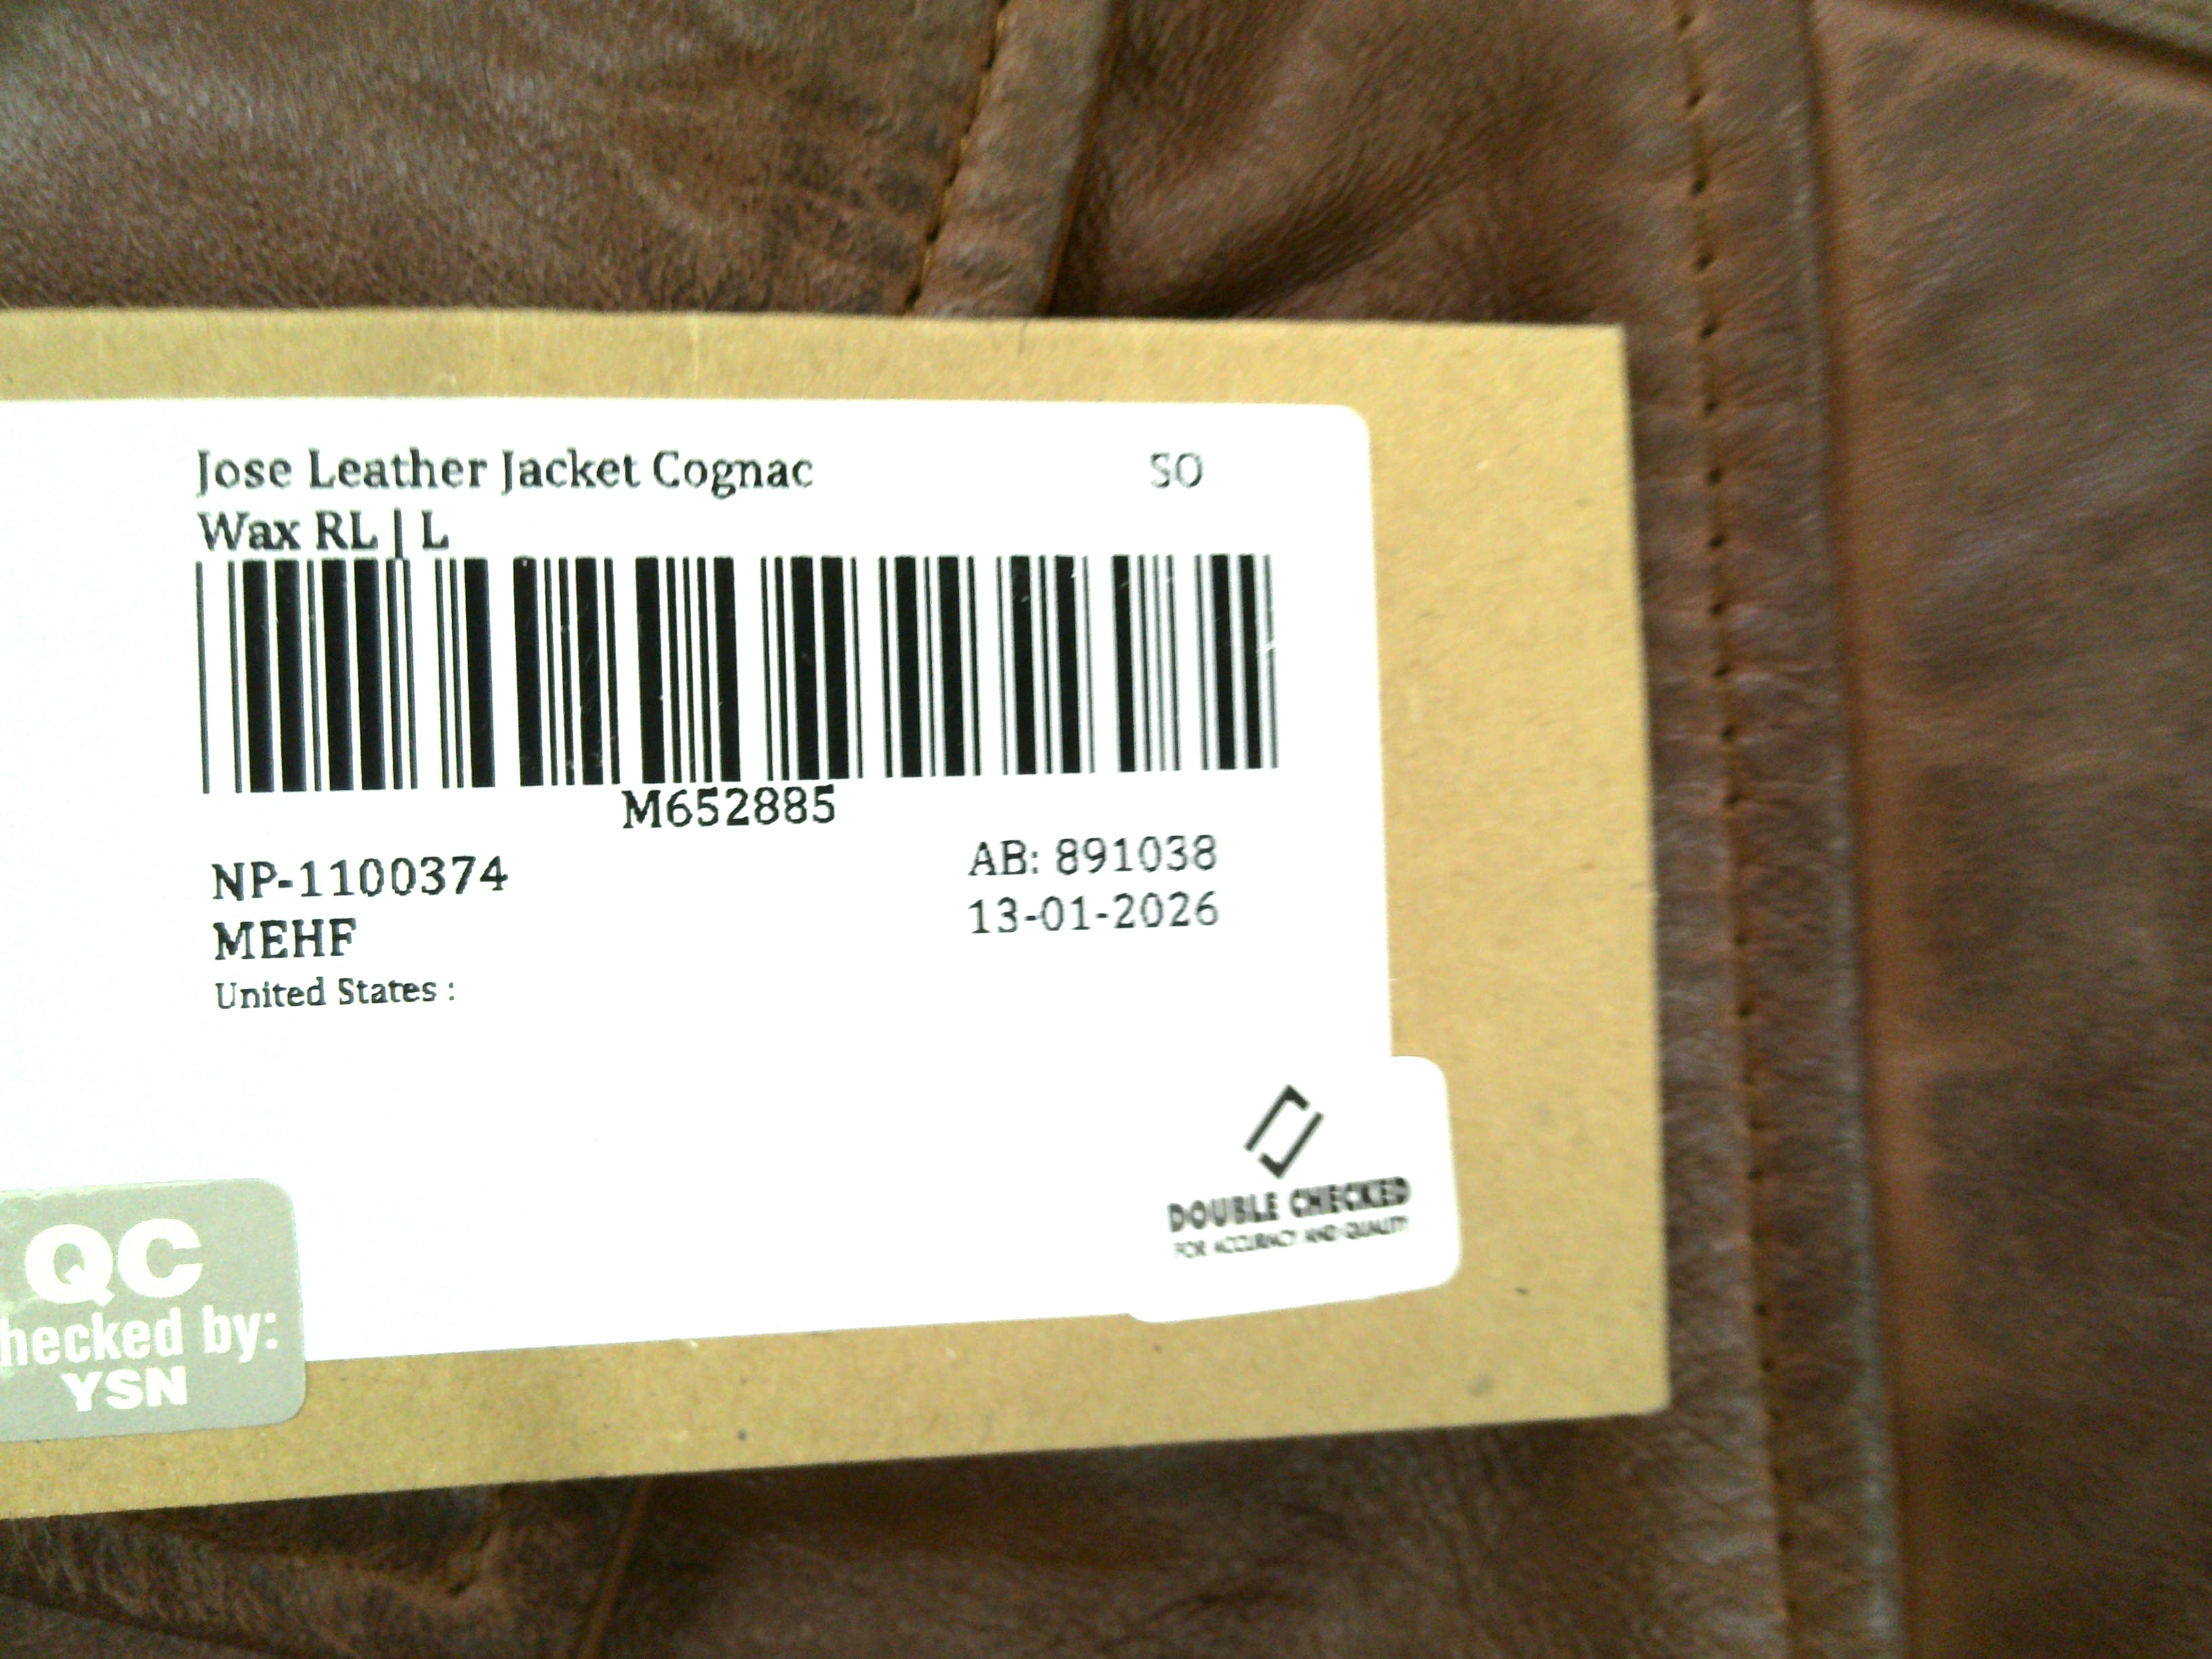 Jose Leather Jacket Cognac SO
Wax RL | L
M652885
NP-1100374 AB: 891038
MEHF 13-01-2026
United States :
DOUBLE CHECKED
FOR ACCURACY AND QUALITY
QC
hecked by:
YSN